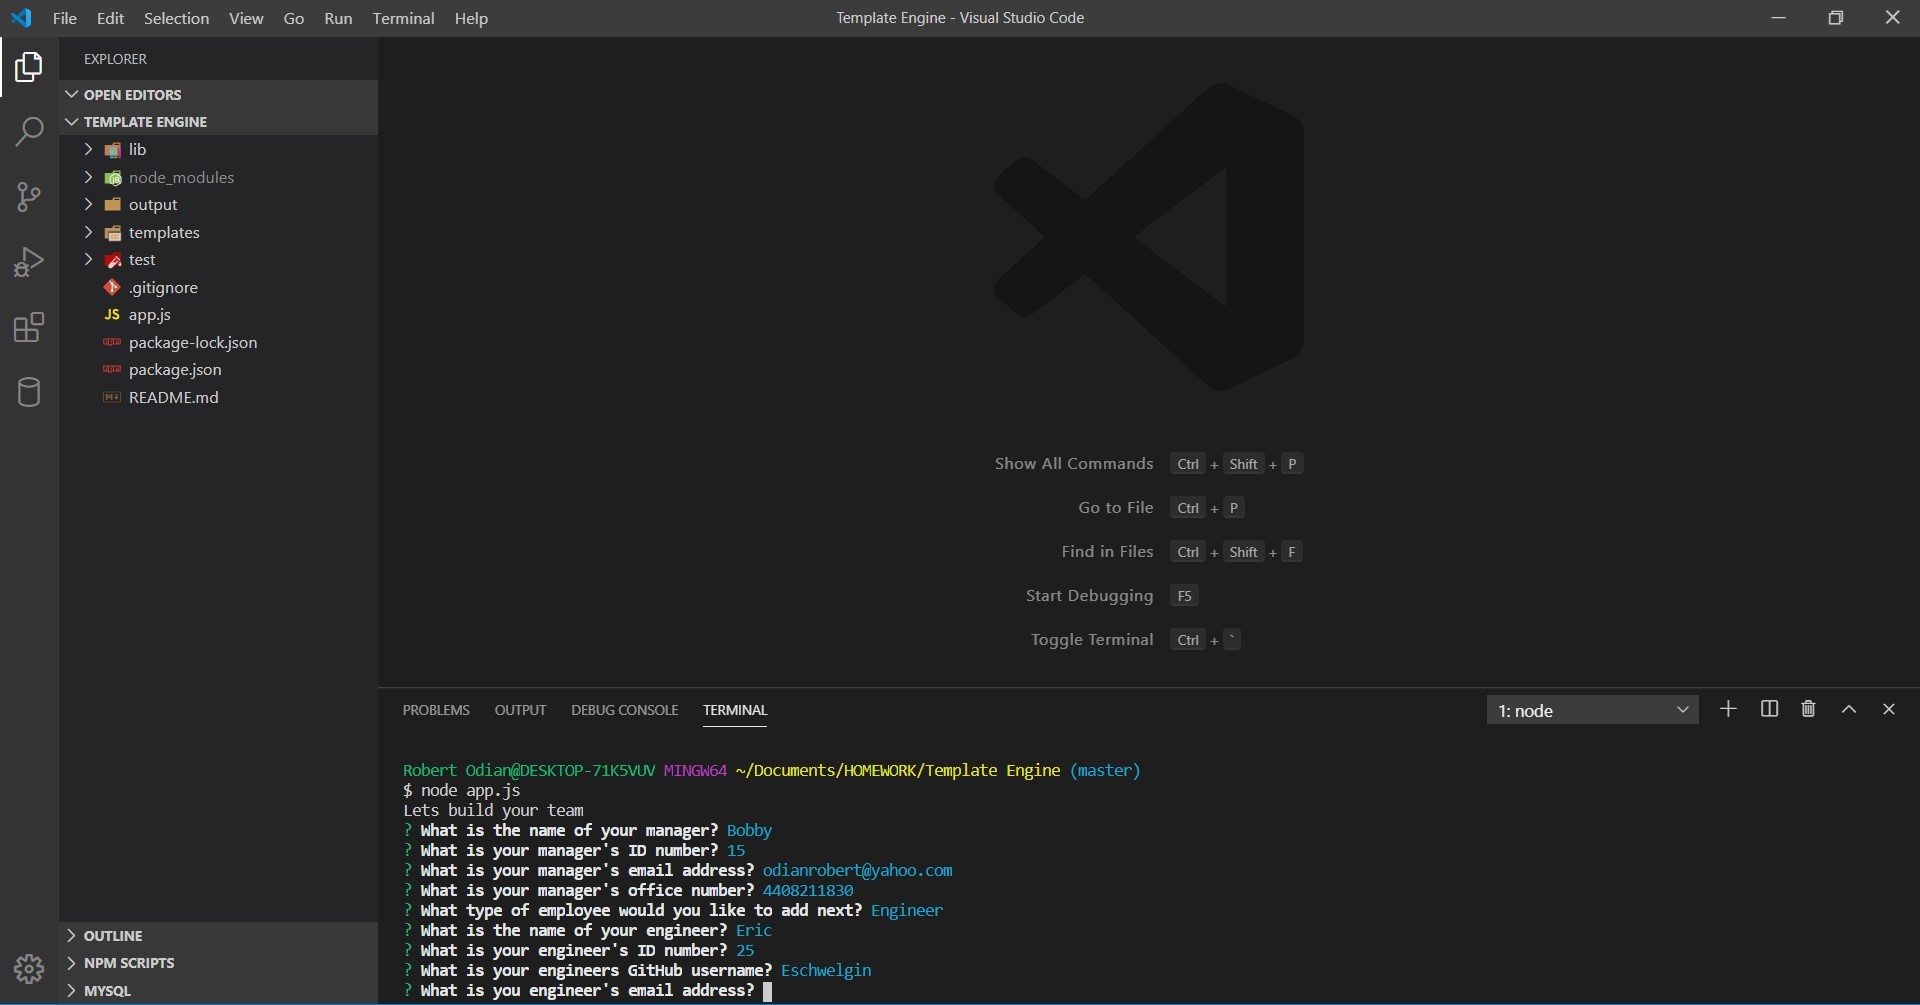 File Edit Selection View Go Run Terminal Help
Template Engine - Visual Studio Code
EXPLORER
OPEN EDITORS
TEMPLATE ENGINE
lib
node_modules
output
templates
test
.gitignore
JS app.js
package-lock.json
package.json
README.md
OUTLINE
NPM SCRIPTS
MYSQL
Show All Commands Ctrl + Shift + P
Go to File Ctrl + P
Find in Files Ctrl + Shift + F
Start Debugging F5
Toggle Terminal Ctrl + `
PROBLEMS OUTPUT DEBUG CONSOLE TERMINAL
1: node
Robert Odian@DESKTOP-71K5VUV MINGW64 ~/Documents/HOMEWORK/Template Engine (master)
$ node app.js
Lets build your team
? What is the name of your manager? Bobby
? What is your manager's ID number? 15
? What is your manager's email address? odianrobert@yahoo.com
? What is your manager's office number? 4408211830
? What type of employee would you like to add next? Engineer
? What is the name of your engineer? Eric
? What is your engineer's ID number? 25
? What is your engineers GitHub username? Eschwelgin
? What is you engineer's email address?